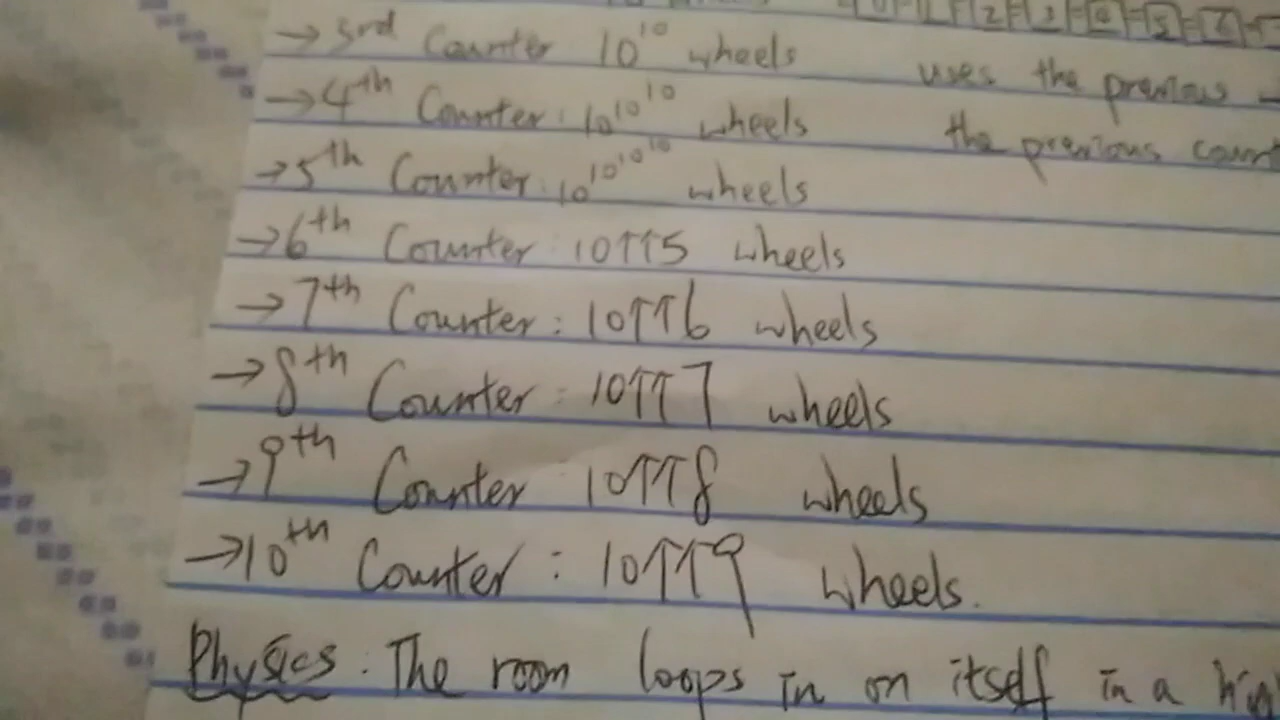 → 3rd Counter 10^10 wheels uses the previous
→ 4th Counter : 10^10^10 wheels the previous
→ 5th Counter : 10^10^10^10 wheels
→ 6th Counter : 10↑↑5 wheels
→ 7th Counter : 10↑↑6 wheels
→ 8th Counter : 10↑↑7 wheels
→ 9th Counter 10↑↑8 wheels
→ 10th Counter : 10↑↑9 wheels.
Physics : The room loops in on itself in a